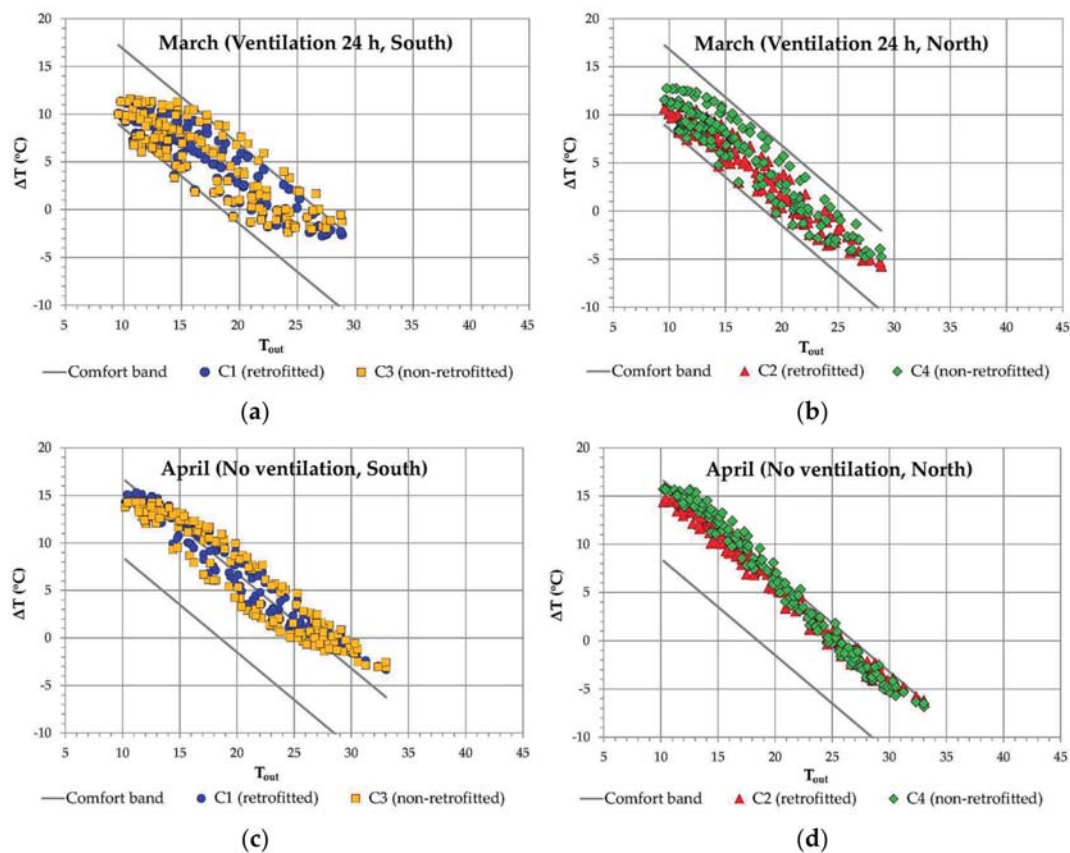 March (Ventilation 24 h, South)
20
15
10
5
0
-5
-10
ΔT (°C)
5 10 15 20 25 30 35 40 45
T_out
Comfort band C1 (retrofitted) C3 (non-retrofitted)
(a)
March (Ventilation 24 h, North)
20
15
10
5
0
-5
-10
ΔT (°C)
5 10 15 20 25 30 35 40 45
T_out
Comfort band C2 (retrofitted) C4 (non-retrofitted)
(b)
April (No ventilation, South)
20
15
10
5
0
-5
-10
ΔT (°C)
5 10 15 20 25 30 35 40 45
T_out
Comfort band C1 (retrofitted) C3 (non-retrofitted)
(c)
April (No ventilation, North)
20
15
10
5
0
-5
-10
ΔT (°C)
5 10 15 20 25 30 35 40 45
T_out
Comfort band C2 (retrofitted) C4 (non-retrofitted)
(d)